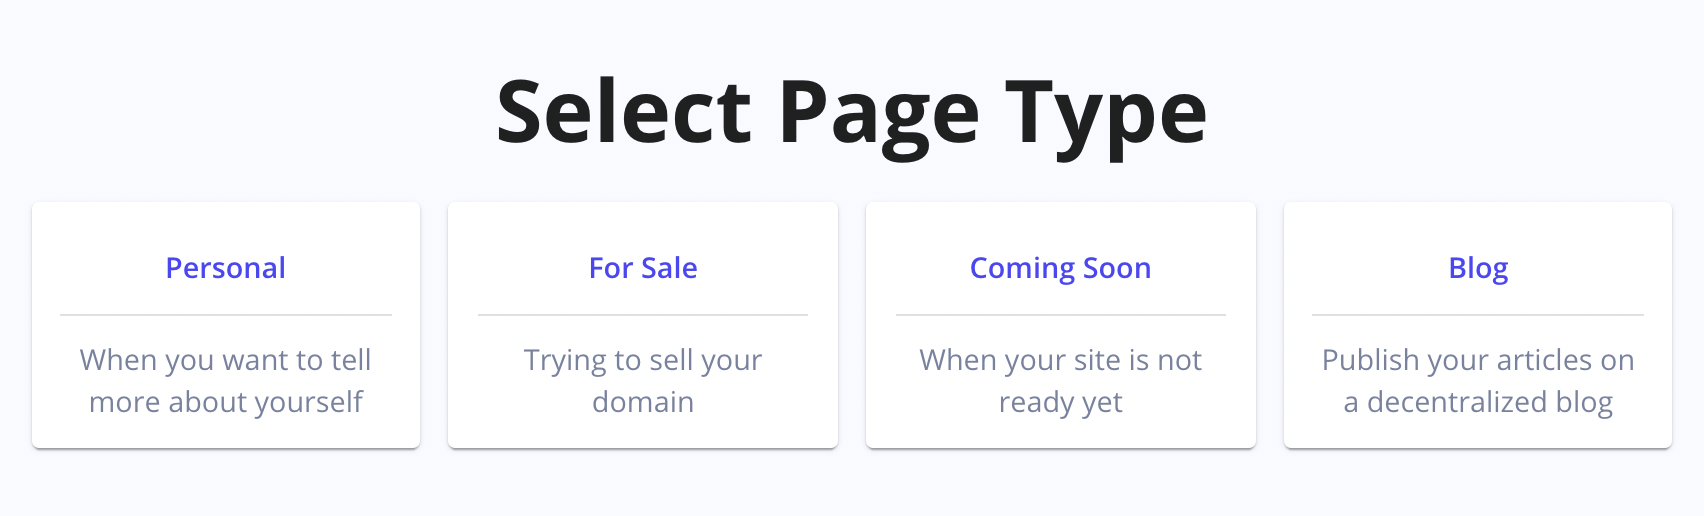 Select Page Type
Personal
When you want to tell
more about yourself
For Sale
Trying to sell your
domain
Coming Soon
When your site is not
ready yet
Blog
Publish your articles on
a decentralized blog